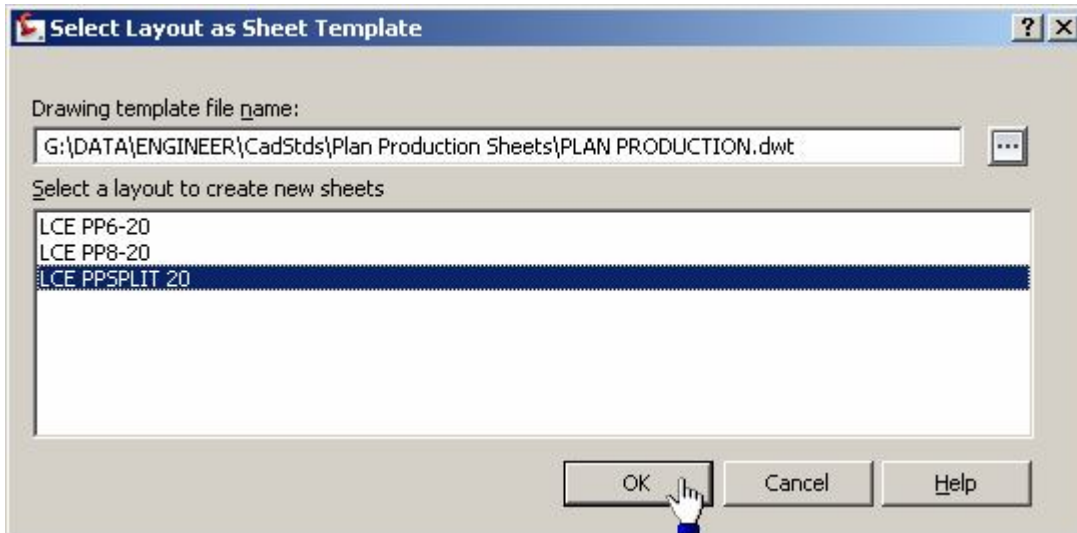 Select Layout as Sheet Template
Drawing template file name:
G:\DATA\ENGINEER\CadStds\Plan Production Sheets\PLAN PRODUCTION.dwt
...
Select a layout to create new sheets
LCE PP6-20
LCE PP8-20
LCE PPSPLIT 20
OK Cancel Help